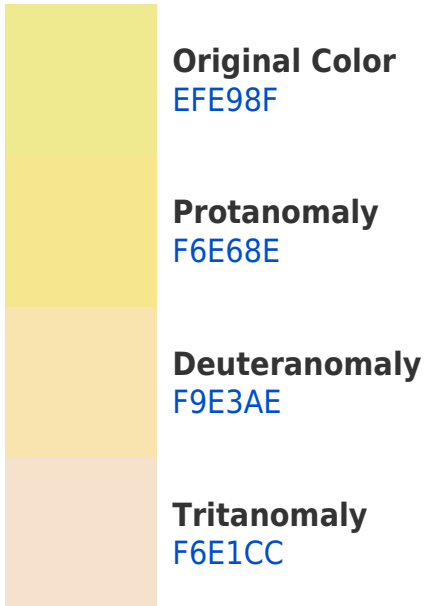 Original Color
EFE98F
Protanomaly
F6E68E
Deuteranomaly
F9E3AE
Tritanomaly
F6E1CC